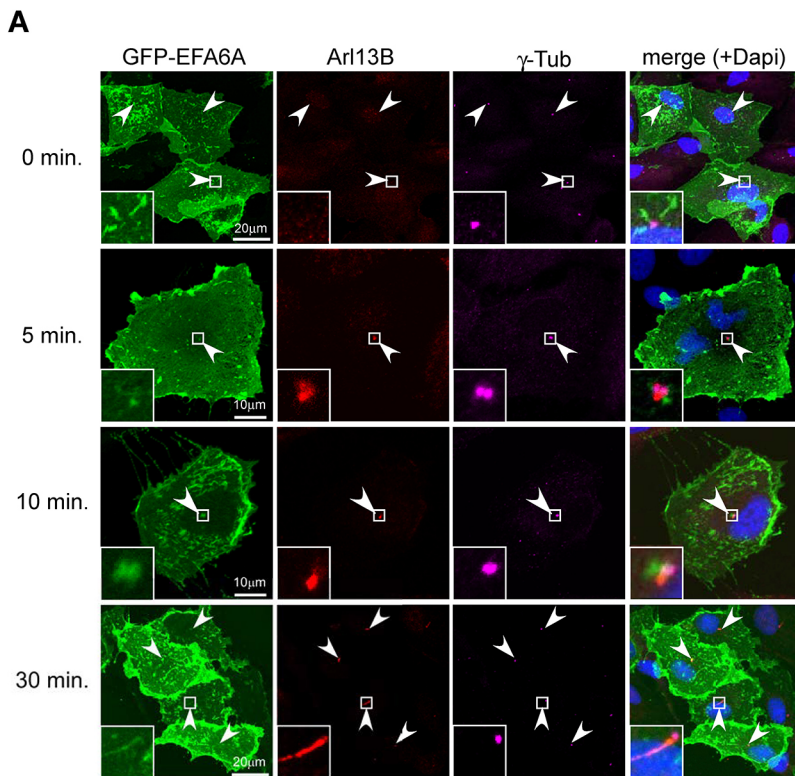 A
GFP-EFA6A Arl13B γ-Tub merge (+Dapi)
0 min.
20μm
5 min.
10μm
10 min.
10μm
30 min.
20μm